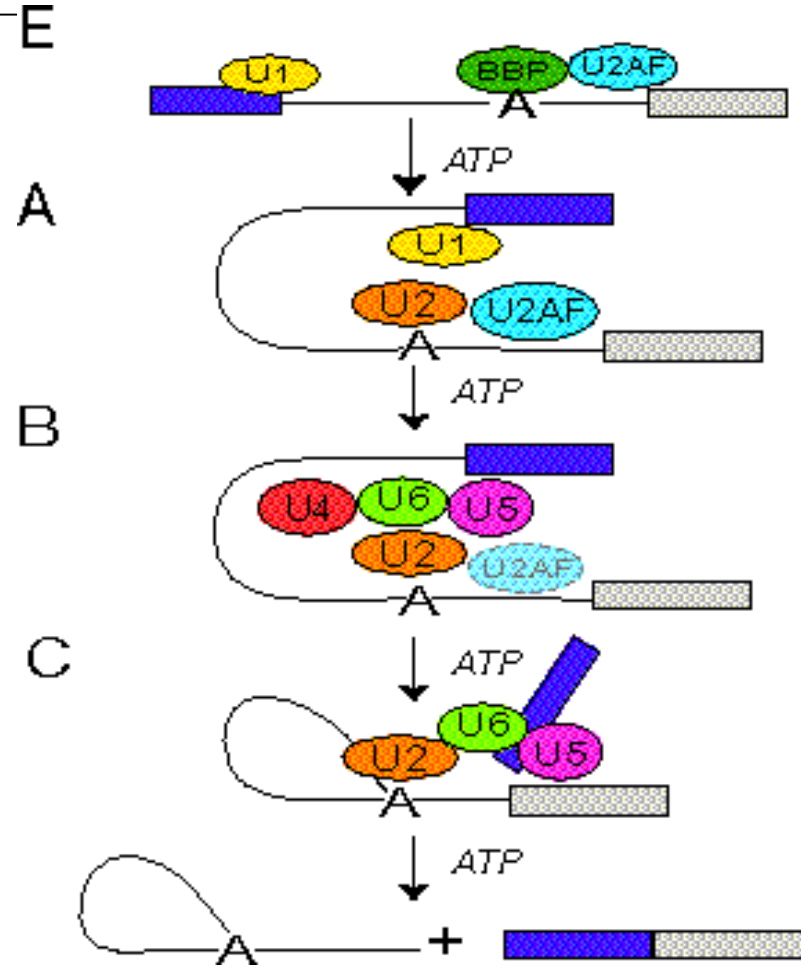 E
U1 BBP U2AF
A
ATP
A
U1
U2 U2AF
A
ATP
B
U4 U6 U5
U2 U2AF
A
ATP
C
U6
U2 U5
A
ATP
A +